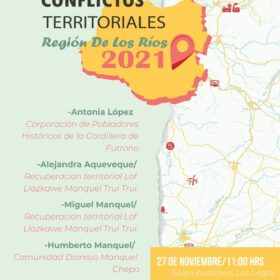 CONFLICTOS
TERRITORIALES
Región De Los Ríos
2021
-Antonia López
Corporación de Pobladores
Históricos de la Cordillera de
Futrono
-Alejandra Aqueveque/
Recuperación territorial Lof
Llazkawe Manquel Trui Trui
-Miguel Manquel/
Recuperación territorial Lof
Llazkawe Manquel Trui Trui
-Humberto Manquel/
Comunidad Dionisio Manquel
Chepo
27 DE NOVIEMBRE/11:00 HRS
Salón Auditorio, Los Lagos